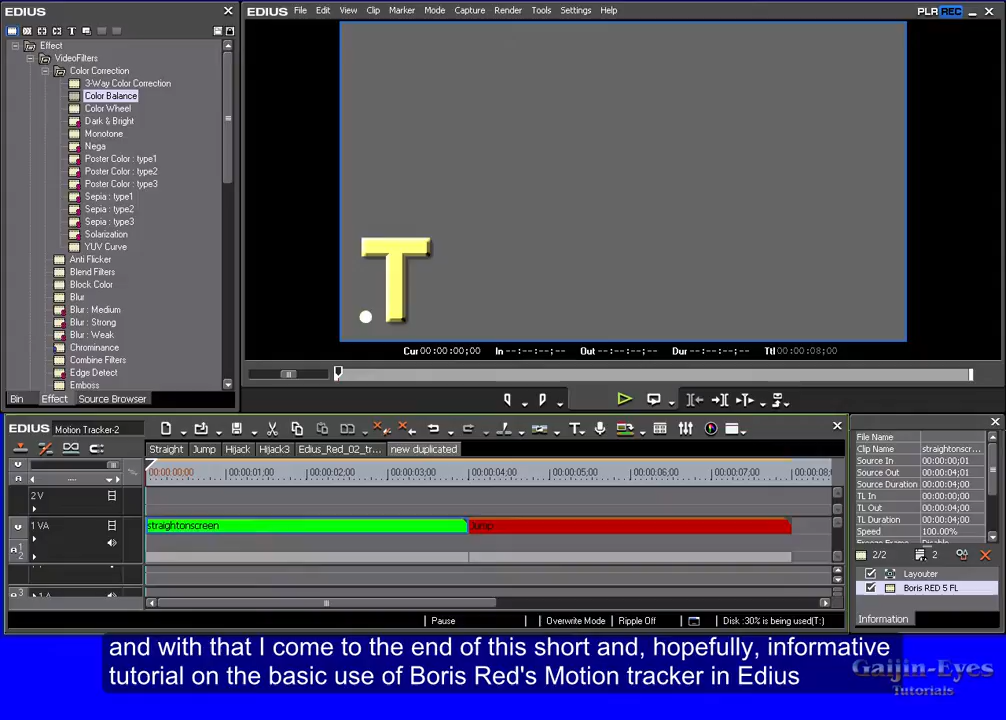 EDIUS
File Edit View Clip Marker Mode Capture Render Tools Settings Help
PLR REC
Effect
VideoFilters
Color Correction
3-Way Color Correction
Color Balance
Color Wheel
Dark & Bright
Monotone
Nega
Poster Color : type1
Poster Color : type2
Poster Color : type3
Sepia : type1
Sepia : type2
Sepia : type3
Solarization
YUV Curve
Anti Flicker
Blend Filters
Block Color
Blur
Blur : Medium
Blur : Strong
Blur : Weak
Chrominance
Combine Filters
Edge Detect
Emboss
Bin Effect Source Browser
.T
Cur 00:00:00;00 In --:--:--;-- Out --:--:--;-- Dur --:--:--;-- Ttl 00:00:08;00
EDIUS Motion Tracker-2
Straight Jump Hijack Hijack3 Edius_Red_02_tr... new duplicated
00:00:00;00 00:00:01;00 00:00:02;00 00:00:03;00 00:00:04;00 00:00:05;00 00:00:06;00 00:00:07;00 00:00:08;
2 V
1 VA
straightonscreen
Jump
Pause Overwrite Mode Ripple Off Disk :30% is being used(T:)
File Name
Clip Name straightonscr...
Source In 00:00:00;01
Source Out 00:00:04;01
Source Duration 00:00:04;00
TL In 00:00:00;00
TL Out 00:00:04;00
TL Duration 00:00:04;00
Speed 100.00%
Freeze Frame Disabled
2/2 2
Layouter
Boris RED 5 FL
Information
and with that I come to the end of this short and, hopefully, informative
tutorial on the basic use of Boris Red's Motion tracker in Edius
Gaijin-Eyes
Tutorials